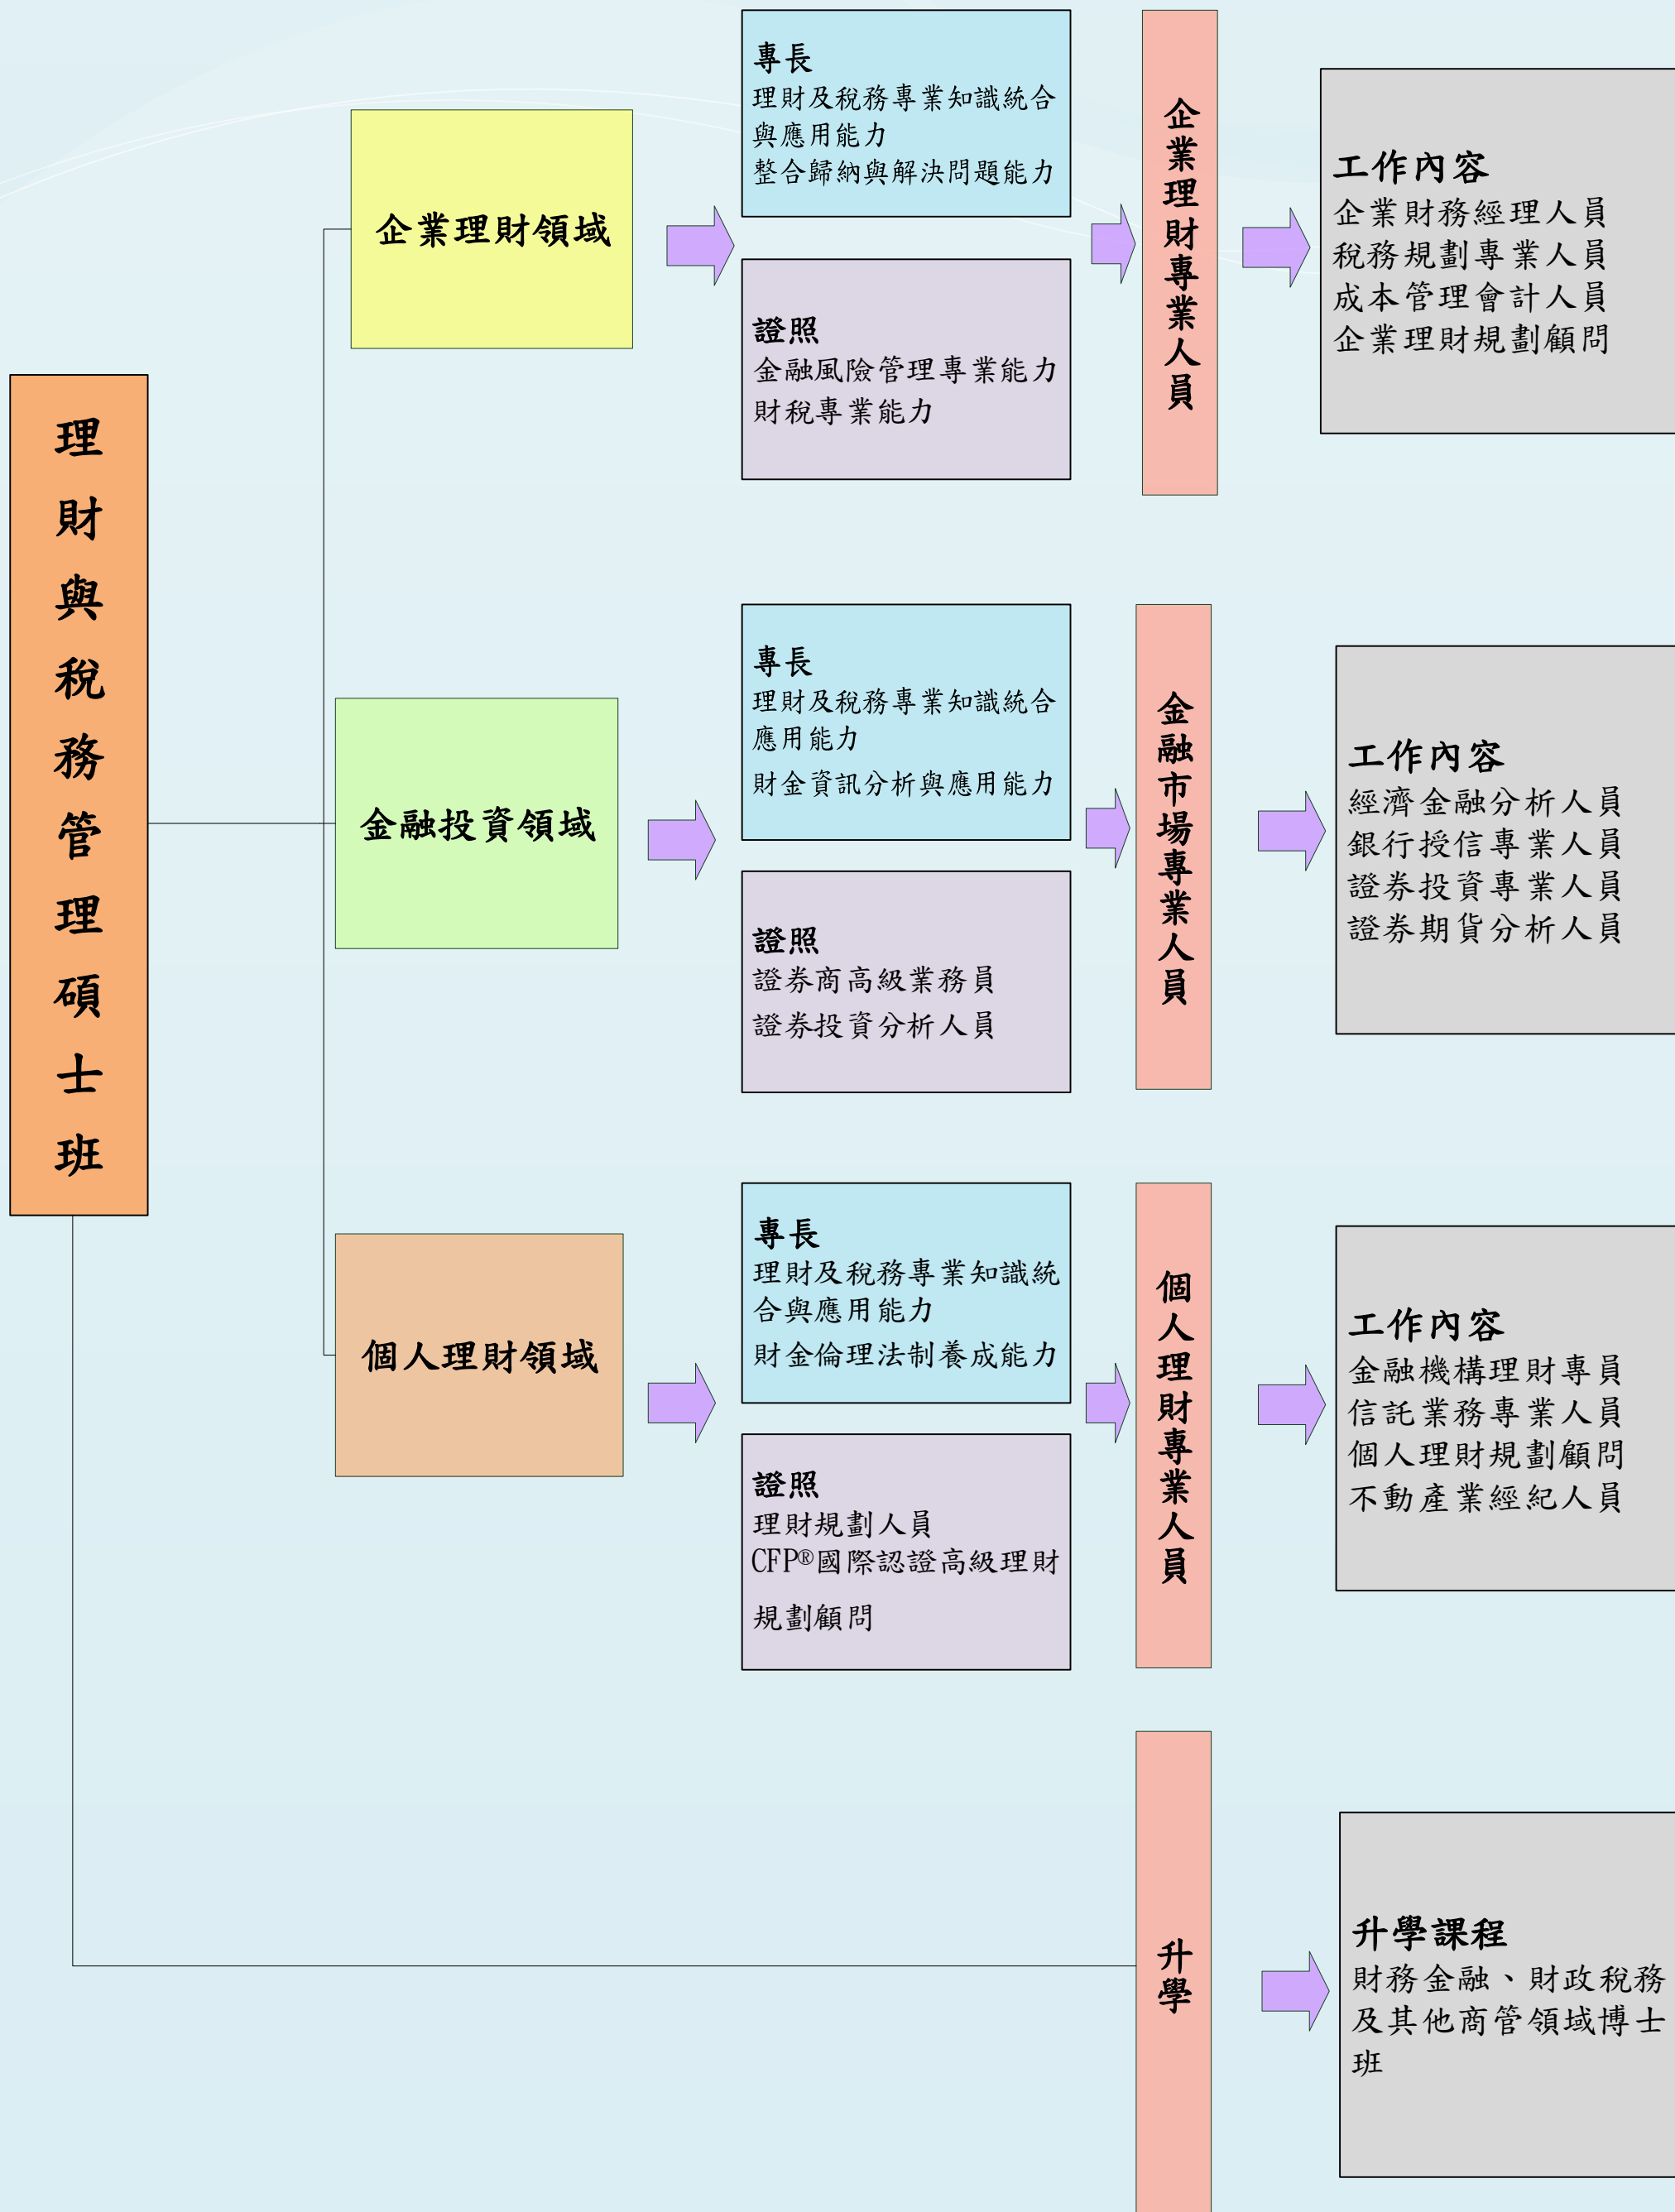 理財與稅務管理碩士班
企業理財領域
專長
理財及稅務專業知識統合
與應用能力
整合歸納與解決問題能力
證照
金融風險管理專業能力
財稅專業能力
企業理財專業人員
工作內容
企業財務經理人員
稅務規劃專業人員
成本管理會計人員
企業理財規劃顧問
金融投資領域
專長
理財及稅務專業知識統合
應用能力
財金資訊分析與應用能力
證照
證券商高級業務員
證券投資分析人員
金融市場專業人員
工作內容
經濟金融分析人員
銀行授信專業人員
證券投資專業人員
證券期貨分析人員
個人理財領域
專長
理財及稅務專業知識統
合與應用能力
財金倫理法制養成能力
證照
理財規劃人員
CFP®國際認證高級理財
規劃顧問
個人理財專業人員
工作內容
金融機構理財專員
信託業務專業人員
個人理財規劃顧問
不動產業經紀人員
升學
升學課程
財務金融、財政稅務
及其他商管領域博士
班